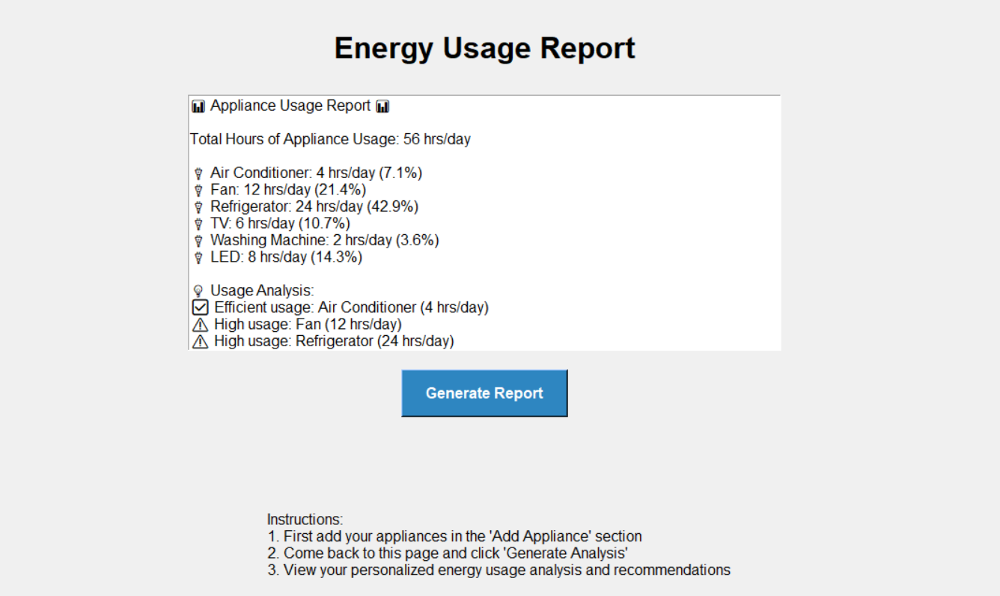 Energy Usage Report
📊 Appliance Usage Report 📊
Total Hours of Appliance Usage: 56 hrs/day
Air Conditioner: 4 hrs/day (7.1%)
Fan: 12 hrs/day (21.4%)
Refrigerator: 24 hrs/day (42.9%)
TV: 6 hrs/day (10.7%)
Washing Machine: 2 hrs/day (3.6%)
LED: 8 hrs/day (14.3%)
💡 Usage Analysis:
☑ Efficient usage: Air Conditioner (4 hrs/day)
⚠ High usage: Fan (12 hrs/day)
⚠ High usage: Refrigerator (24 hrs/day)
Generate Report
Instructions:
1. First add your appliances in the 'Add Appliance' section
2. Come back to this page and click 'Generate Analysis'
3. View your personalized energy usage analysis and recommendations